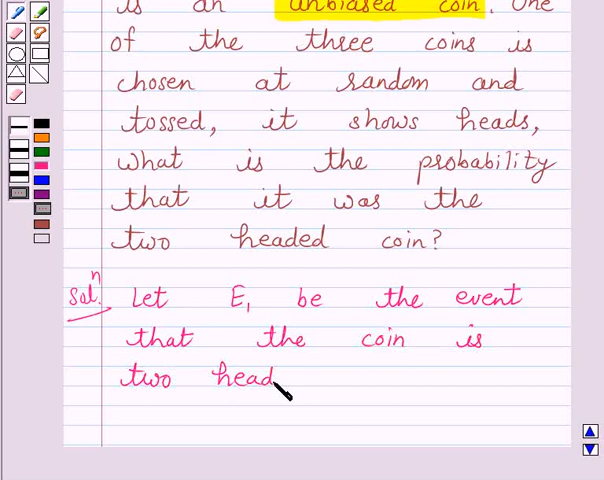 is an unbiased coin. One
of the three coins is
chosen at random and
tossed, it shows heads,
what is the probability
that it was the
two headed coin?
Solⁿ. Let E₁ be the event
that the coin is
two head